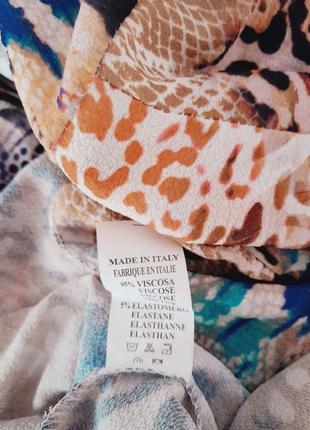 MADE IN ITALY
FABRIQUE EN ITALIE
95% VISCOSA
VISCOSE
VISCOSE
5% ELASTOMERO
ELASTANE
ELASTHANNE
ELASTHAN